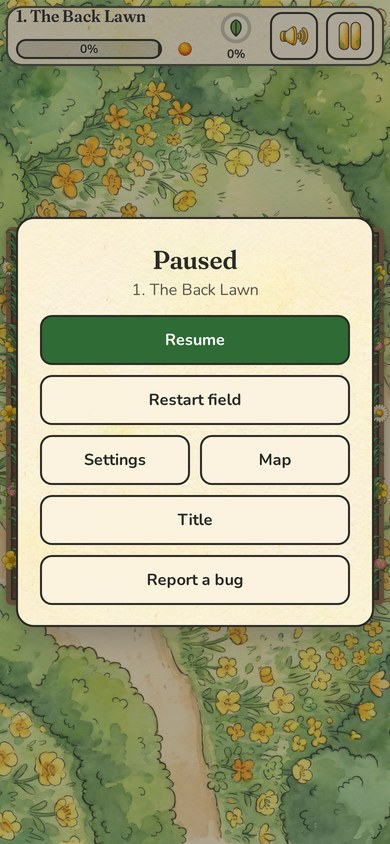 1. The Back Lawn
0%
0%
Paused
1. The Back Lawn
Resume
Restart field
Settings Map
Title
Report a bug